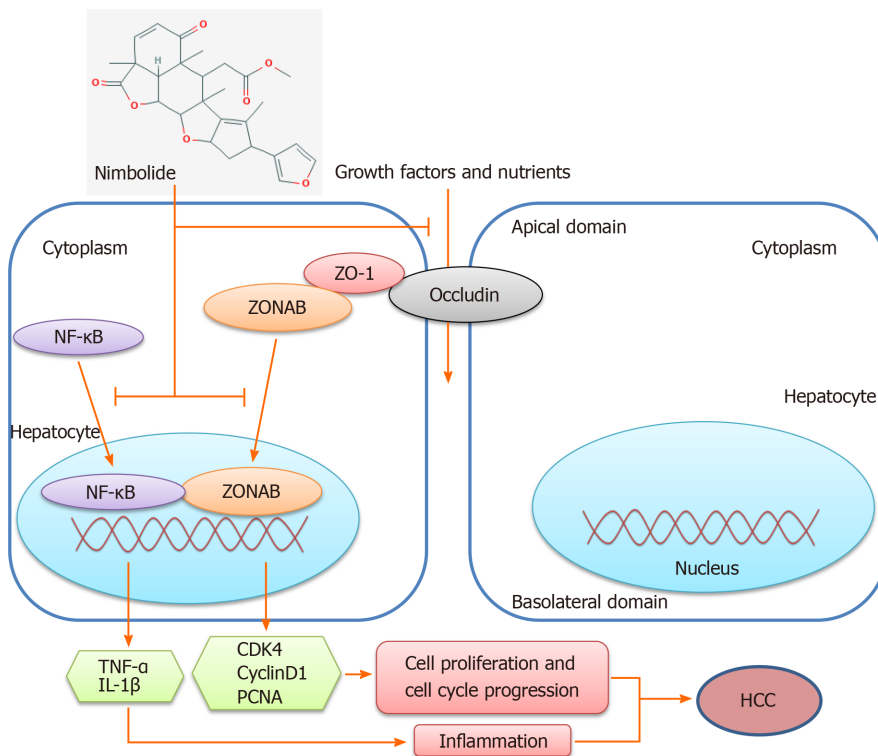 O
O
H
O
O
O
O
O
Nimbolide
Growth factors and nutrients
Apical domain
Cytoplasm
Cytoplasm
ZO-1
Occludin
ZONAB
NF-κB
Hepatocyte
Hepatocyte
NF-κB
ZONAB
Nucleus
Basolateral domain
TNF-α
IL-1β
CDK4
CyclinD1
PCNA
Cell proliferation and
cell cycle progression
HCC
Inflammation